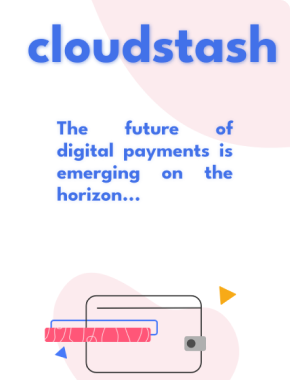 cloudstash
The future of
digital payments is
emerging on the
horizon...